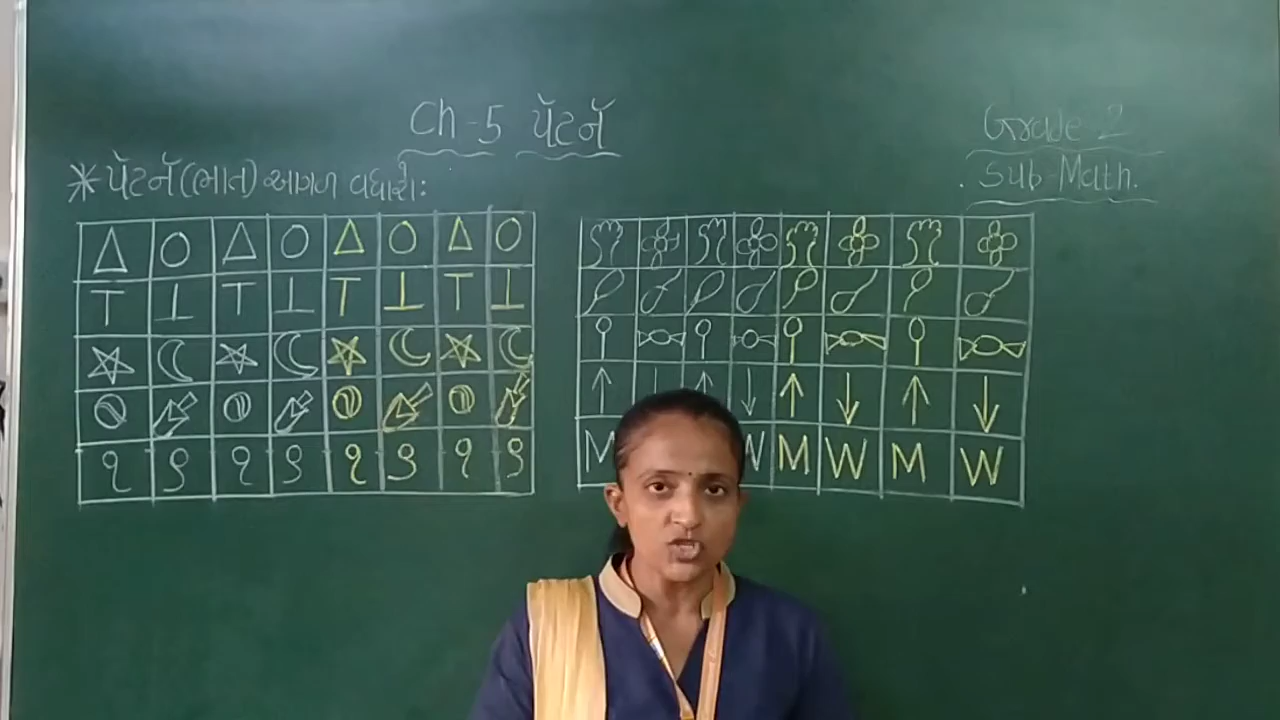 Ch-5 પૅટર્ન
Grade-2
Sub-Math.
* પૅટર્ન (ભાત) આગળ વધારો:
T ⊥ T ⊥ T ⊥ T ⊥
૧ ૬ ૧ ૬ ૧ ૬ ૧ ૬
↑ ↓ ↑ ↓ ↑ ↓ ↑ ↓
M W M W M W